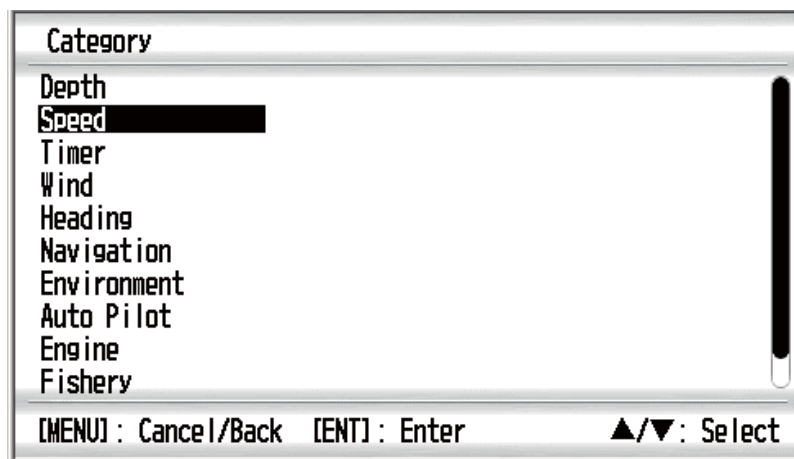 Category
Depth
Speed
Timer
Wind
Heading
Navigation
Environment
Auto Pilot
Engine
Fishery
[MENU] : Cancel/Back [ENT] : Enter ▲/▼: Select